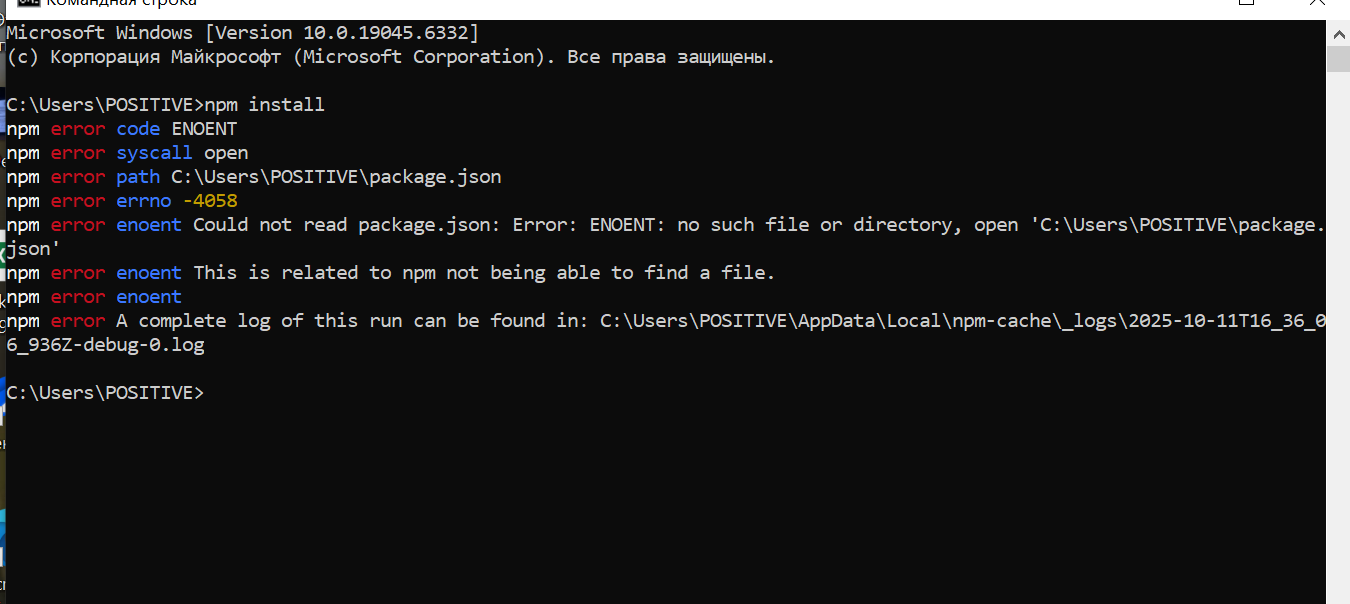 Командная строка
Microsoft Windows [Version 10.0.19045.6332]
(c) Корпорация Майкрософт (Microsoft Corporation). Все права защищены.
C:\Users\POSITIVE>npm install
npm error code ENOENT
npm error syscall open
npm error path C:\Users\POSITIVE\package.json
npm error errno -4058
npm error enoent Could not read package.json: Error: ENOENT: no such file or directory, open 'C:\Users\POSITIVE\package.
json'
npm error enoent This is related to npm not being able to find a file.
npm error enoent
npm error A complete log of this run can be found in: C:\Users\POSITIVE\AppData\Local\npm-cache\_logs\2025-10-11T16_36_0
6_936Z-debug-0.log
C:\Users\POSITIVE>